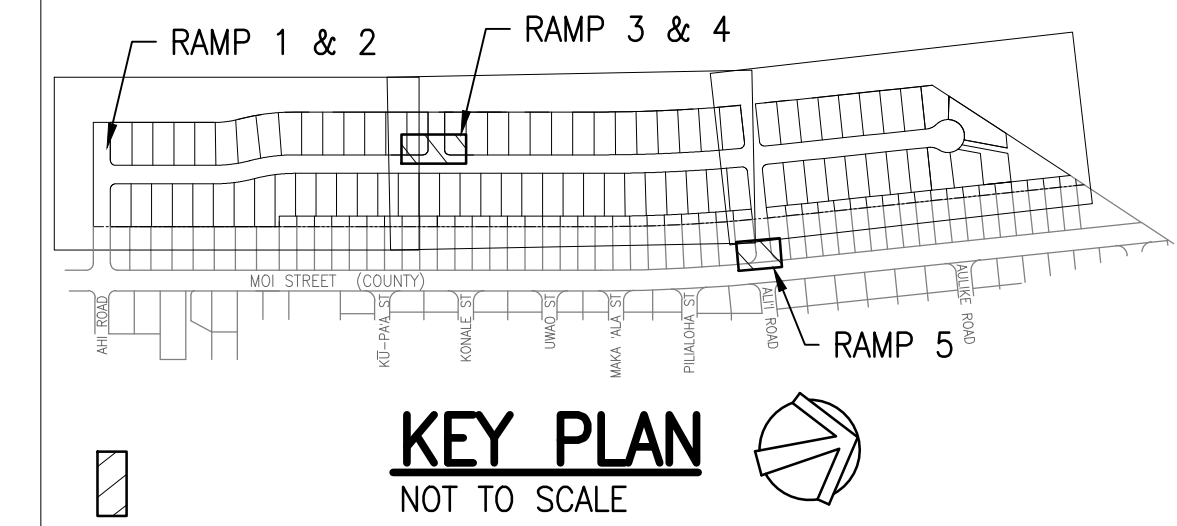 RAMP 1 & 2
RAMP 3 & 4
MOI STREET (COUNTY)
AHI ROAD
KŪ-PA'A ST
KONALE ST
UWAO ST
MAKA 'ALA ST
PILIALOHA ST
ALI'I ROAD
AULIKE ROAD
RAMP 5
KEY PLAN
NOT TO SCALE